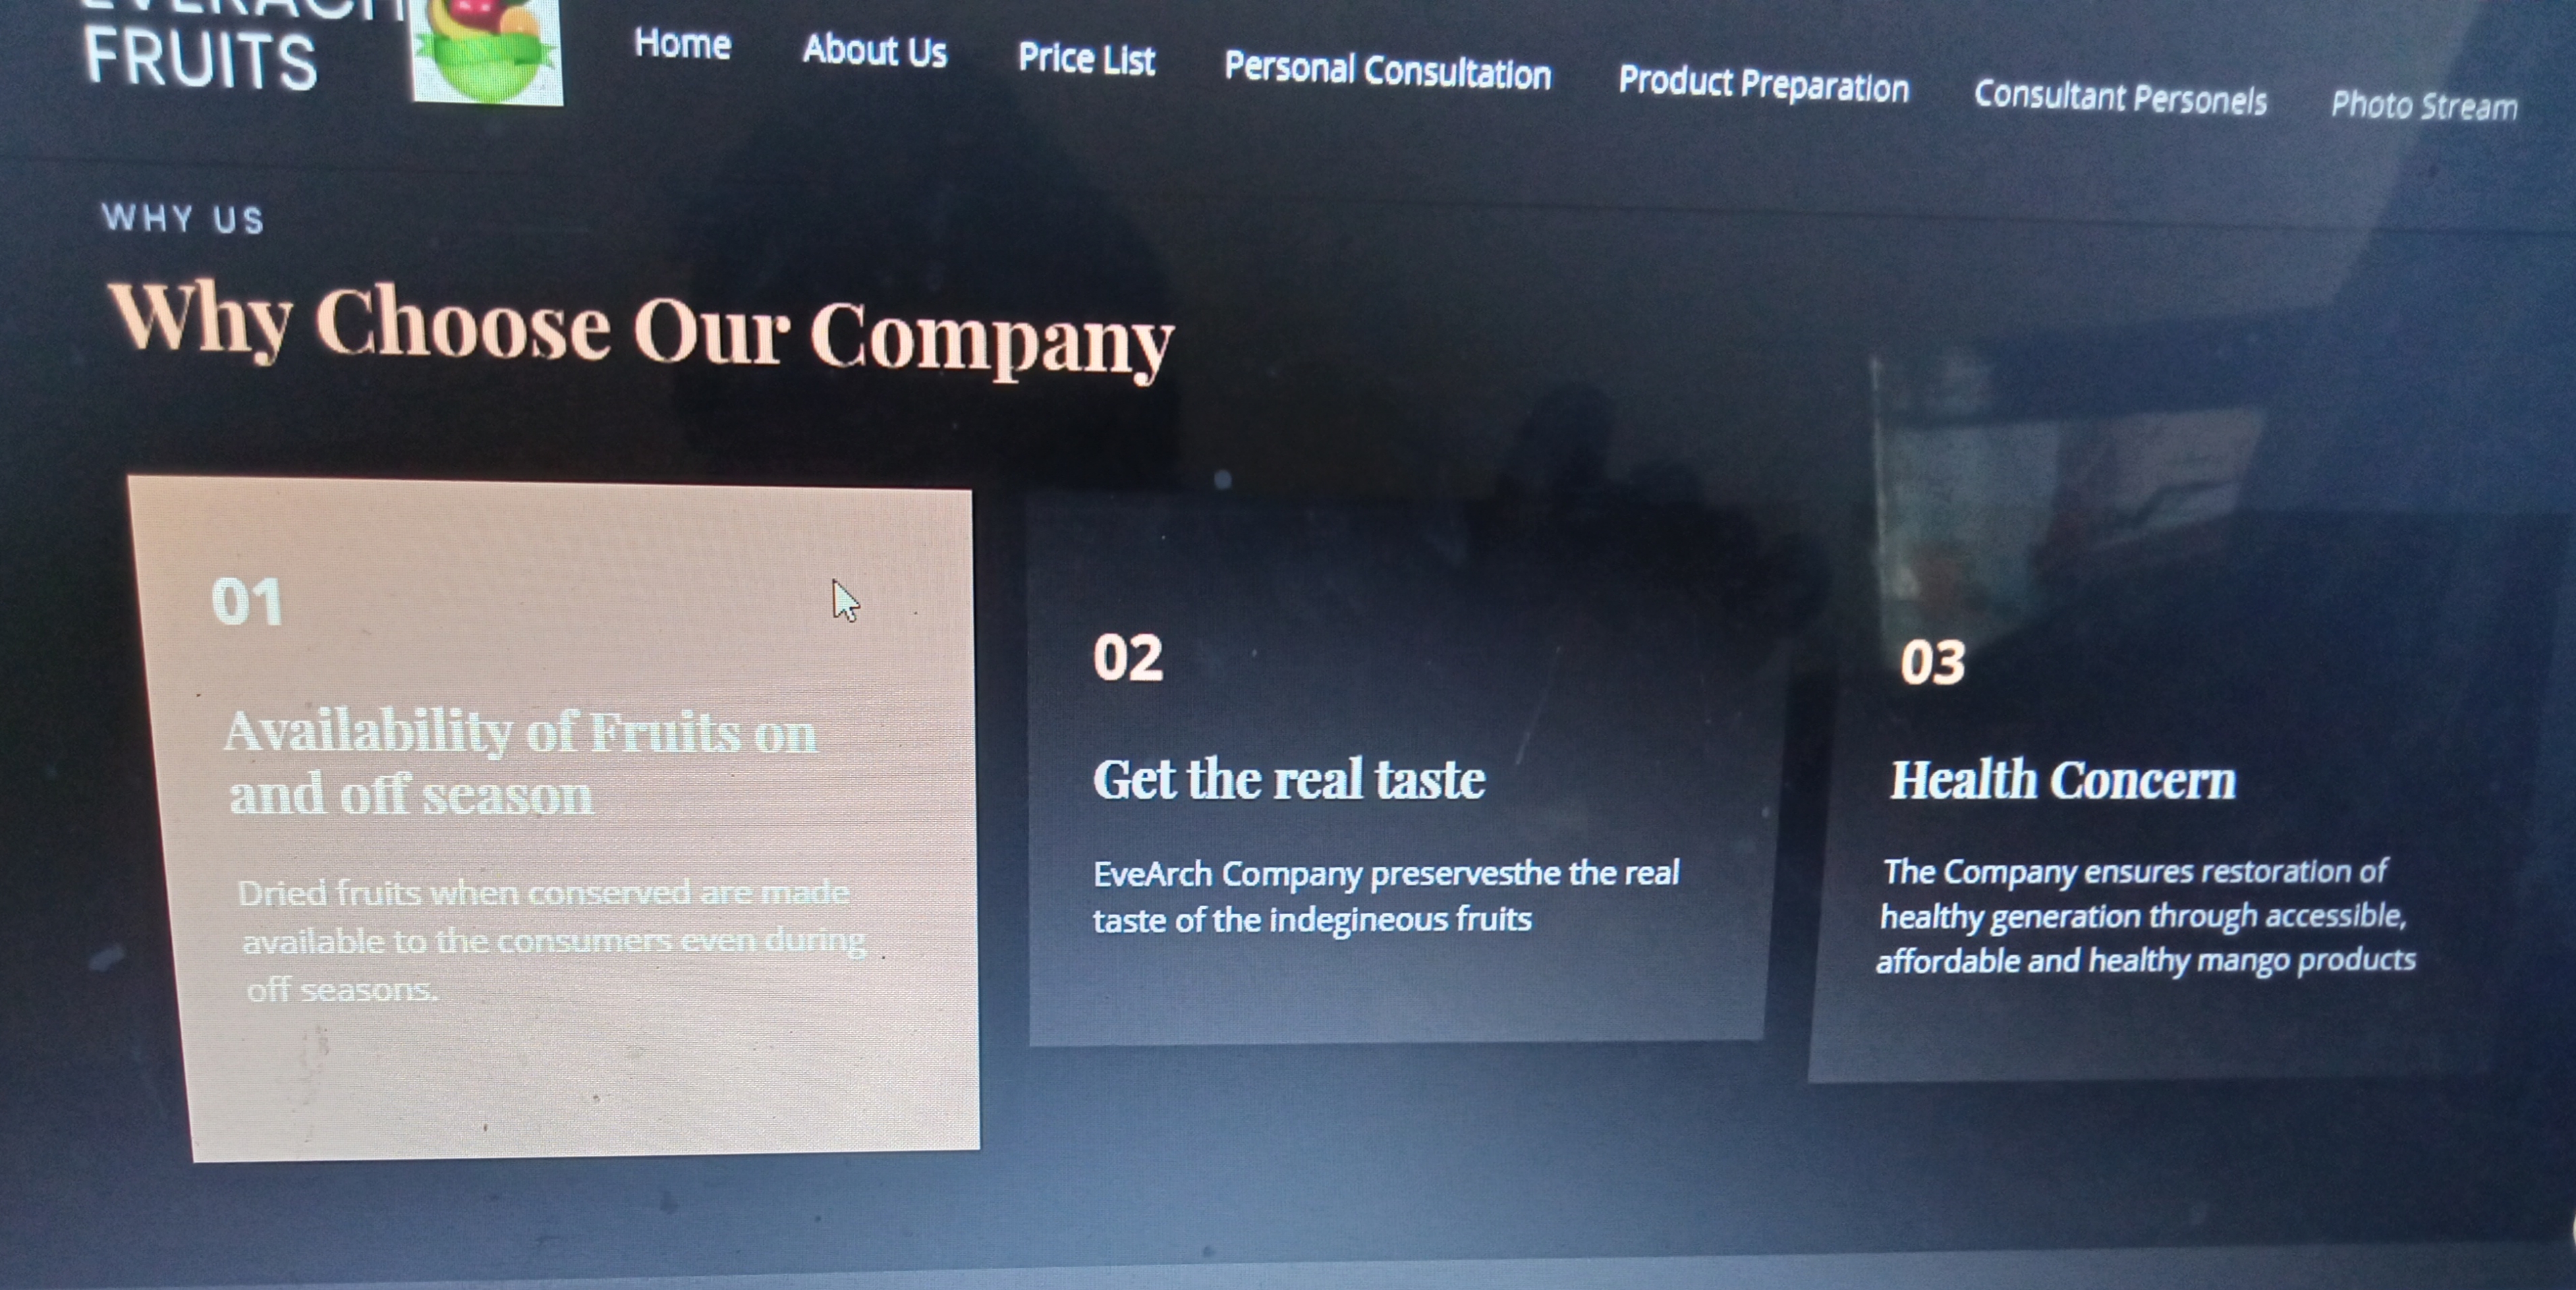 FRUITS
Home About Us Price List Personal Consultation Product Preparation Consultant Personels Photo Stream
WHY US
Why Choose Our Company
01
Availability of Fruits on
and off season
Dried fruits when conserved are made
available to the consumers even during
off seasons.
02
Get the real taste
EveArch Company preservesthe the real
taste of the indegineous fruits
03
Health Concern
The Company ensures restoration of
healthy generation through accessible,
affordable and healthy mango products